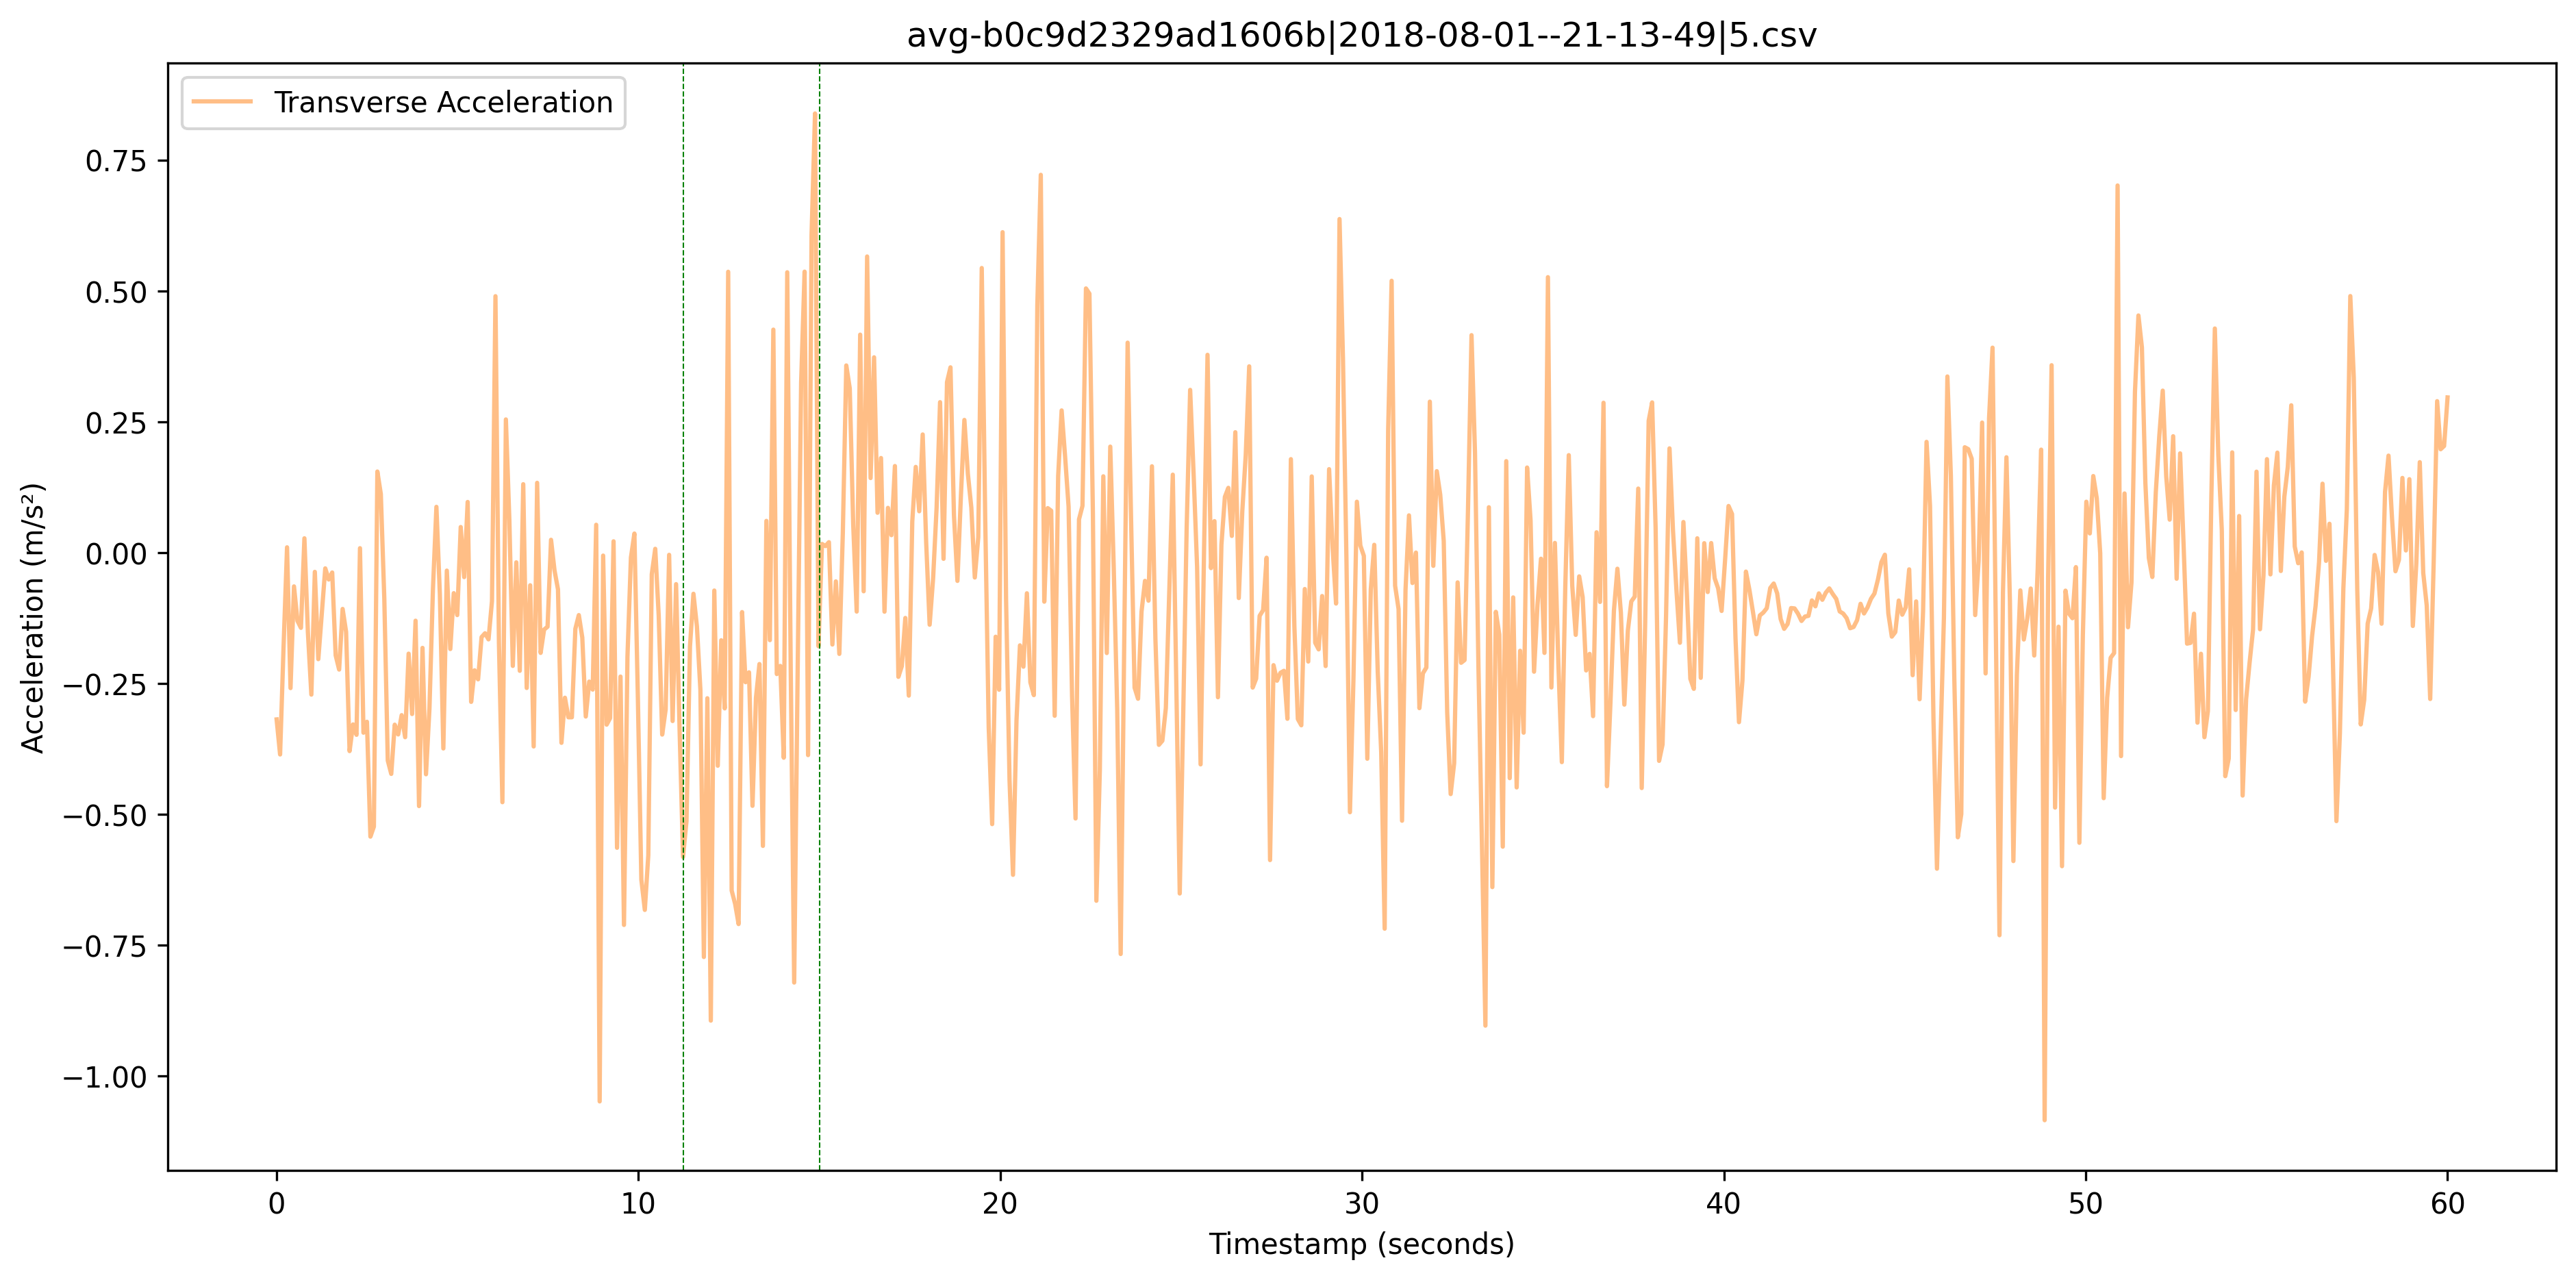 avg-b0c9d2329ad1606b|2018-08-01--21-13-49|5.csv
Transverse Acceleration
0.75
0.50
0.25
0.00
−0.25
−0.50
−0.75
−1.00
Acceleration (m/s²)
0 10 20 30 40 50 60
Timestamp (seconds)